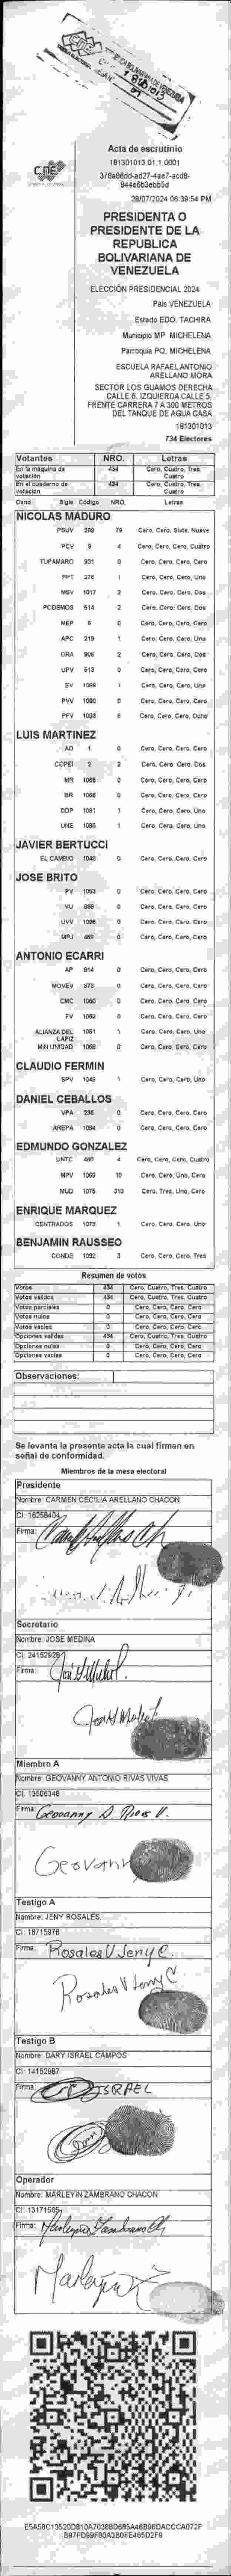 CNE
Acta de escrutinio
181301013.01.1.0001
28/07/2024 06:39:54 PM
PRESIDENTA O
PRESIDENTE DE LA
REPUBLICA
BOLIVARIANA DE
VENEZUELA
ELECCION PRESIDENCIAL 2024
País VENEZUELA
Estado EDO. TACHIRA
Municipio MP. MICHELENA
Parroquia PQ. MICHELENA
ESCUELA RAFAEL ANTONIO
ARELLANO MORA
SECTOR LOS GUAMOS DERECHA
CALLE 6. IZQUIERDA CALLE 5.
FRENTE CARRERA 7 A 300 METROS
DEL TANQUE DE AGUA CASA
181301013
734 Electores
Votantes NRO. Letras
En la máquina de votación 434 Cero, Cuatro, Tres, Cuatro
En el cuaderno de votación 434 Cero, Cuatro, Tres, Cuatro
Cand. Sigla Código NRO. Letras
NICOLAS MADURO
PSUV 269 79 Cero, Cero, Siete, Nueve
PCV 9 4 Cero, Cero, Cero, Cuatro
TUPAMARO 931 0 Cero, Cero, Cero, Cero
PPT 278 1 Cero, Cero, Cero, Uno
MSV 1017 2 Cero, Cero, Cero, Dos
PODEMOS 514 2 Cero, Cero, Cero, Dos
MEP 8 0 Cero, Cero, Cero, Cero
APC 219 1 Cero, Cero, Cero, Uno
ORA 906 2 Cero, Cero, Cero, Dos
UPV 513 0 Cero, Cero, Cero, Cero
EV 1088 1 Cero, Cero, Cero, Uno
PVV 1090 0 Cero, Cero, Cero, Cero
PFV 1093 8 Cero, Cero, Cero, Ocho
LUIS MARTINEZ
AD 1 0 Cero, Cero, Cero, Cero
COPEI 2 2 Cero, Cero, Cero, Dos
MR 1055 0 Cero, Cero, Cero, Cero
BR 1086 0 Cero, Cero, Cero, Cero
DDP 1091 1 Cero, Cero, Cero, Uno
UNE 1095 1 Cero, Cero, Cero, Uno
JAVIER BERTUCCI
EL CAMBIO 1048 0 Cero, Cero, Cero, Cero
JOSE BRITO
PV 1053 0 Cero, Cero, Cero, Cero
VU 0 Cero, Cero, Cero, Cero
UVV 1096 0 Cero, Cero, Cero, Cero
MPJ 0 Cero, Cero, Cero, Cero
ANTONIO ECARRI
AP 914 0 Cero, Cero, Cero, Cero
MOVEV 978 0 Cero, Cero, Cero, Cero
CMC 1060 0 Cero, Cero, Cero, Cero
FV 1052 0 Cero, Cero, Cero, Cero
ALIANZA DEL LAPIZ 1051 1 Cero, Cero, Cero, Uno
MIN UNIDAD 1068 0 Cero, Cero, Cero, Cero
CLAUDIO FERMIN
SPV 1049 1 Cero, Cero, Cero, Uno
DANIEL CEBALLOS
VPA 336 0 Cero, Cero, Cero, Cero
AREPA 1094 0 Cero, Cero, Cero, Cero
EDMUNDO GONZALEZ
UNTC 480 4 Cero, Cero, Cero, Cuatro
MPV 1069 10 Cero, Cero, Uno, Cero
MUD 1075 310 Cero, Tres, Uno, Cero
ENRIQUE MARQUEZ
CENTRADOS 1073 1 Cero, Cero, Cero, Uno
BENJAMIN RAUSSEO
CONDE 1092 3 Cero, Cero, Cero, Tres
Resumen de votos
Votos 434 Cero, Cuatro, Tres, Cuatro
Votos validos 434 Cero, Cuatro, Tres, Cuatro
Votos parciales 0 Cero, Cero, Cero, Cero
Votos nulos 0 Cero, Cero, Cero, Cero
Votos vacios 0 Cero, Cero, Cero, Cero
Opciones validas 434 Cero, Cuatro, Tres, Cuatro
Opciones nulas 0 Cero, Cero, Cero, Cero
Opciones vacias 0 Cero, Cero, Cero, Cero
Observaciones:
Se levanta la presente acta la cual firman en
señal de conformidad.
Miembros de la mesa electoral
Presidente
Nombre: CARMEN CECILIA ARELLANO CHACON
CI: 16258404
Firma:
Secretario
Nombre: JOSE MEDINA
CI: 24152928
Firma:
Miembro A
Nombre: GEOVANNY ANTONIO RIVAS VIVAS
CI: 13506348
Firma: Geovanny A Rivas V.
Geovanny
Testigo A
Nombre: JENY ROSALES
CI: 18715978
Firma: Rosales V Jeny C.
Rosales V Jeny C
Testigo B
Nombre: DARY ISRAEL CAMPOS
CI: 14152987
Firma: ISRAEL
Operador
Nombre: MARLEYIN ZAMBRANO CHACON
CI: 13171565
Firma: Marleyin Zambrano Ch
Marleyin Z